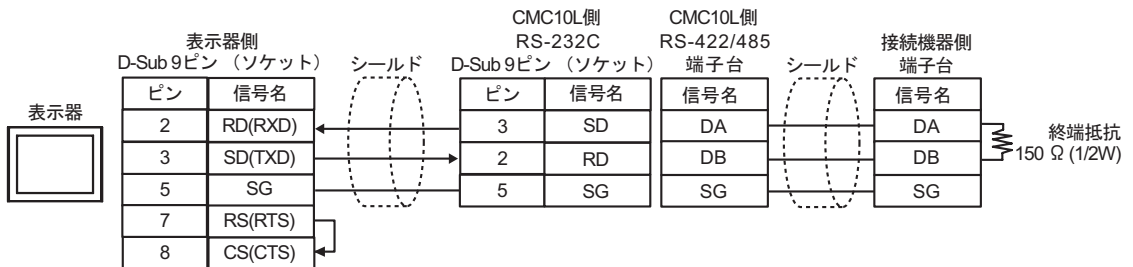 CMC10L側 CMC10L側
表示器側 RS-232C RS-422/485 接続機器側
D-Sub 9ピン （ソケット） シールド D-Sub 9ピン （ソケット） 端子台 シールド 端子台
ピン 信号名 ピン 信号名 信号名 信号名
表示器
2 RD(RXD) 3 SD DA DA
終端抵抗
3 SD(TXD) 2 RD DB DB 150 Ω (1/2W)
5 SG 5 SG SG SG
7 RS(RTS)
8 CS(CTS)